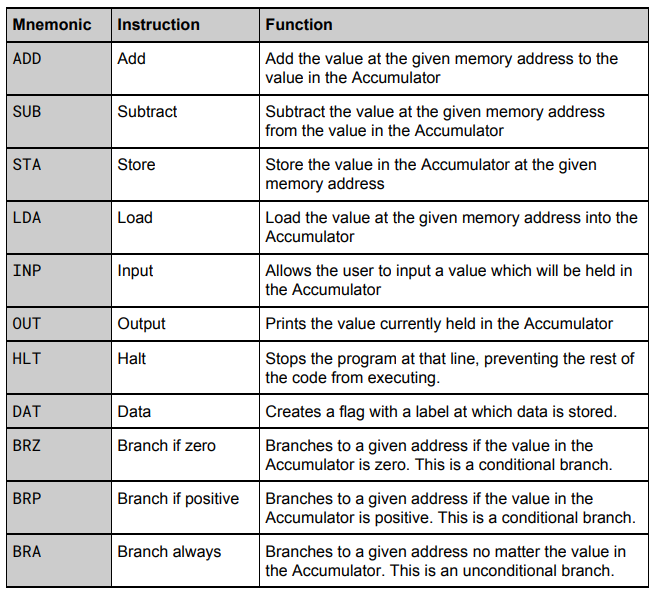 Mnemonic Instruction Function
ADD Add Add the value at the given memory address to the
value in the Accumulator
SUB Subtract Subtract the value at the given memory address
from the value in the Accumulator
STA Store Store the value in the Accumulator at the given
memory address
LDA Load Load the value at the given memory address into the
Accumulator
INP Input Allows the user to input a value which will be held in
the Accumulator
OUT Output Prints the value currently held in the Accumulator
HLT Halt Stops the program at that line, preventing the rest of
the code from executing.
DAT Data Creates a flag with a label at which data is stored.
BRZ Branch if zero Branches to a given address if the value in the
Accumulator is zero. This is a conditional branch.
BRP Branch if positive Branches to a given address if the value in the
Accumulator is positive. This is a conditional branch.
BRA Branch always Branches to a given address no matter the value in
the Accumulator. This is an unconditional branch.